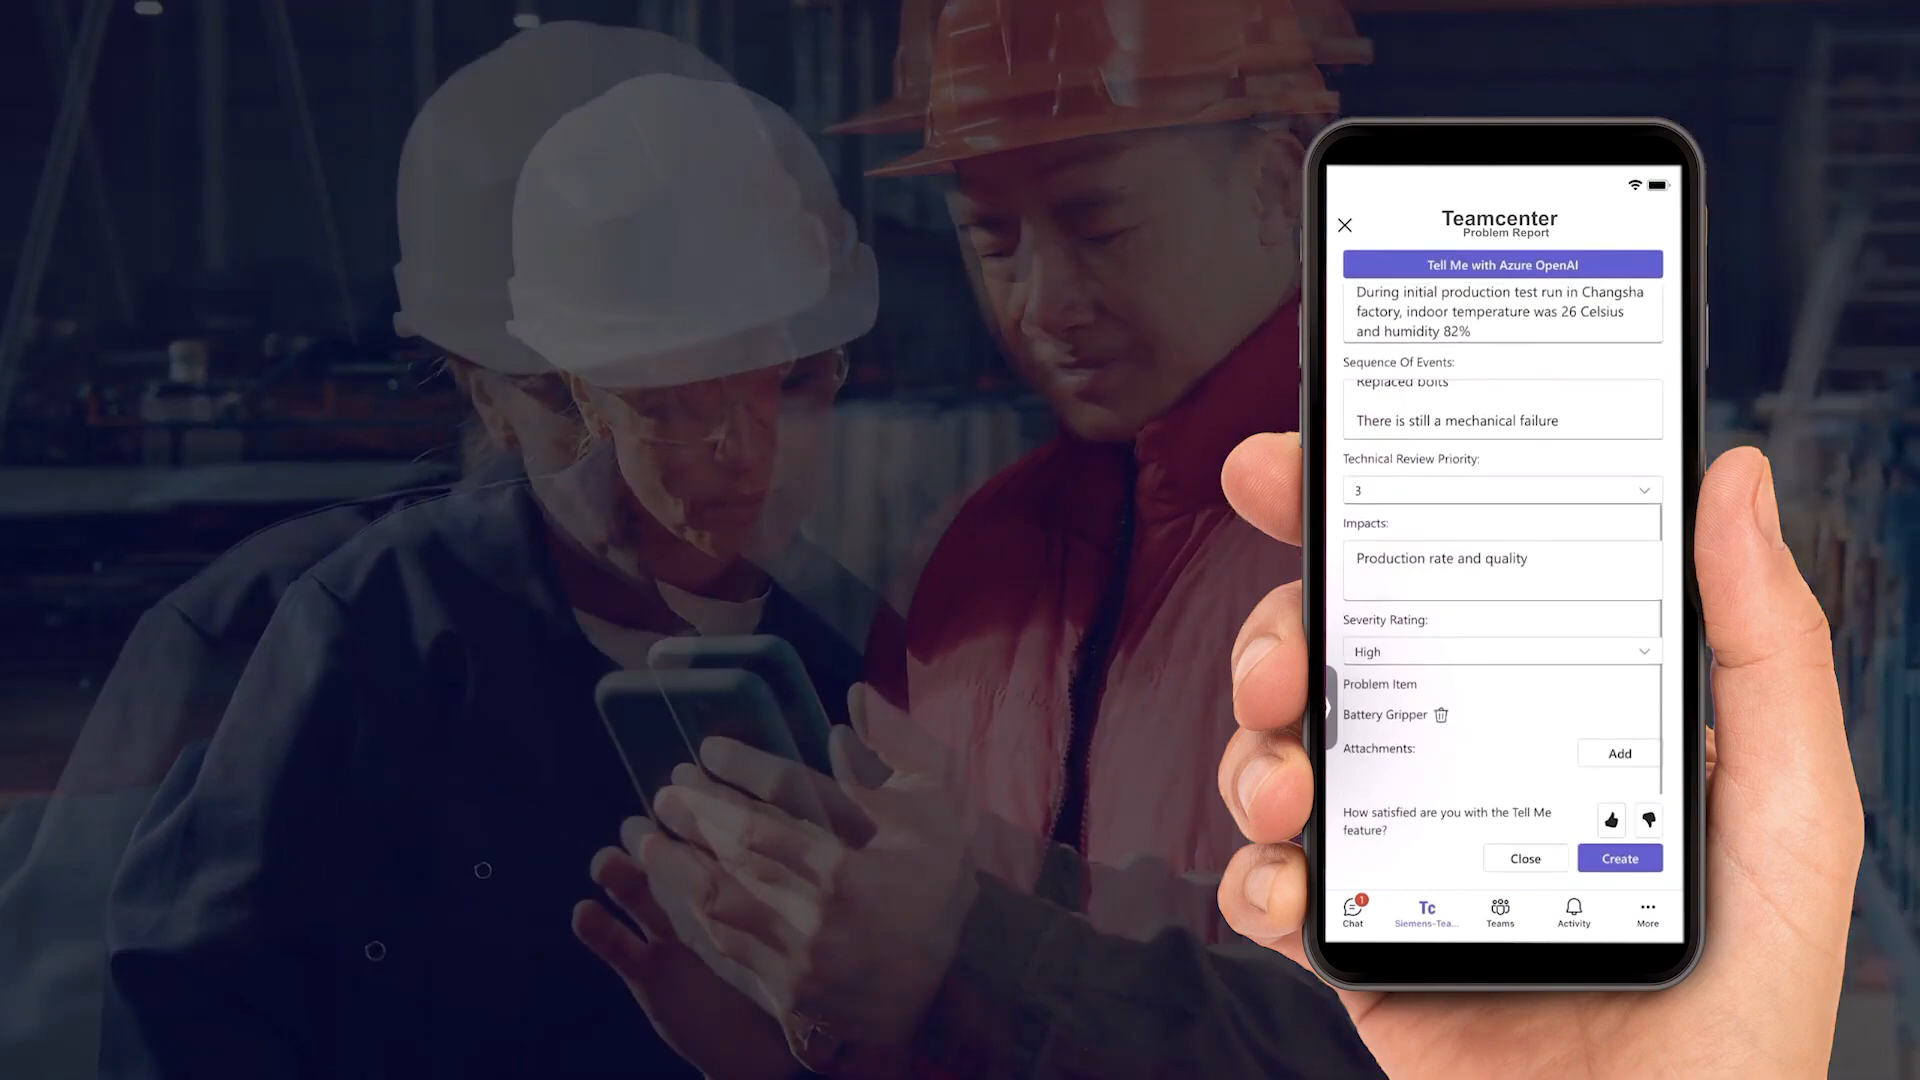 Teamcenter
Problem Report
Tell Me with Azure OpenAI
During initial production test run in Changsha
factory, indoor temperature was 26 Celsius
and humidity 82%
Sequence Of Events:
Replaced bolts
There is still a mechanical failure
Technical Review Priority:
3
Impacts:
Production rate and quality
Severity Rating:
High
Problem Item
Battery Gripper
Attachments:
Add
How satisfied are you with the Tell Me
feature?
Close
Create
1
Chat
Tc
Siemens-Tea...
Teams
Activity
More